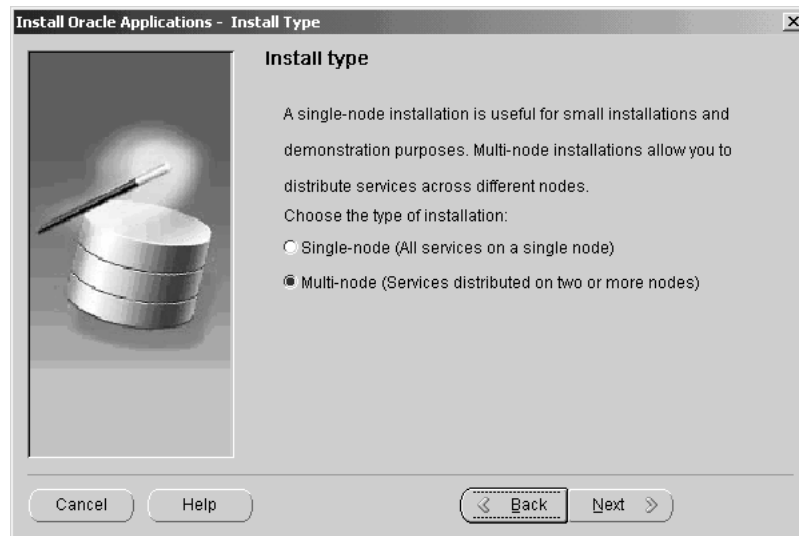 Install Oracle Applications - Install Type
Install type
A single-node installation is useful for small installations and
demonstration purposes. Multi-node installations allow you to
distribute services across different nodes.
Choose the type of installation:
Single-node (All services on a single node)
Multi-node (Services distributed on two or more nodes)
Cancel
Help
Back
Next